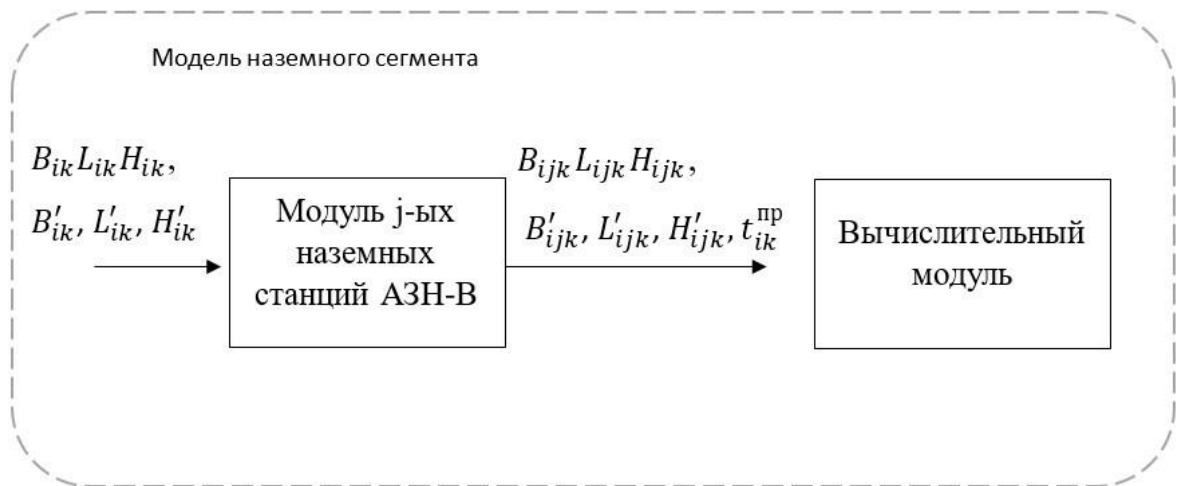 Модель наземного сегмента
B_{ik}L_{ik}H_{ik},
B'_{ik}, L'_{ik}, H'_{ik}
Модуль j-ых
наземных
станций АЗН-В
B_{ijk}L_{ijk}H_{ijk},
B'_{ijk}, L'_{ijk}, H'_{ijk}, t_{ik}^{пр}
Вычислительный
модуль